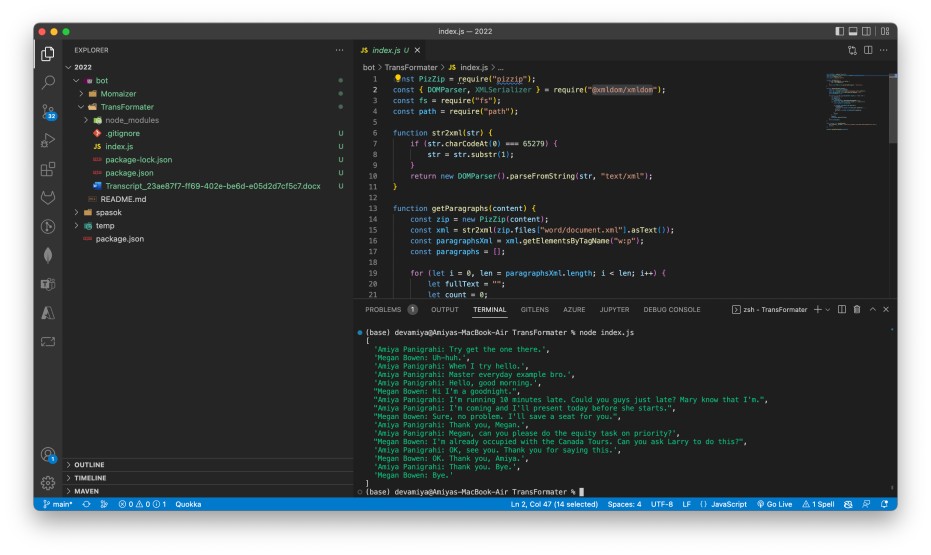 index.js — 2022
EXPLORER
2022
bot
Momaizer
TransFormater
node_modules
.gitignore U
JS index.js U
package-lock.json U
package.json U
Transcript_23ae87f7-ff69-402e-be6d-e05d2d7cf5c7.docx U
README.md
spasok
temp
package.json
32
1
OUTLINE
TIMELINE
MAVEN
JS index.js U
bot > TransFormater > JS index.js > ...
1 nst PizZip = require("pizzip");
2 const { DOMParser, XMLSerializer } = require("@xmldom/xmldom");
3 const fs = require("fs");
4 const path = require("path");
5
6 function str2xml(str) {
7 if (str.charCodeAt(0) === 65279) {
8 str = str.substr(1);
9 }
10 return new DOMParser().parseFromString(str, "text/xml");
11 }
12
13 function getParagraphs(content) {
14 const zip = new PizZip(content);
15 const xml = str2xml(zip.files["word/document.xml"].asText());
16 const paragraphsXml = xml.getElementsByTagName("w:p");
17 const paragraphs = [];
18
19 for (let i = 0, len = paragraphsXml.length; i < len; i++) {
20 let fullText = "";
21 let count = 0;
PROBLEMS 1 OUTPUT TERMINAL GITLENS AZURE JUPYTER DEBUG CONSOLE zsh - TransFormater
(base) devamiya@Amiyas-MacBook-Air TransFormater % node index.js
[
'Amiya Panigrahi: Try get the one there.',
'Megan Bowen: Uh-huh.',
'Amiya Panigrahi: When I try hello.',
'Amiya Panigrahi: Master everyday example bro.',
'Amiya Panigrahi: Hello, good morning.',
"Megan Bowen: Hi I'm a goodnight.",
"Amiya Panigrahi: I'm running 10 minutes late. Could you guys just late? Mary know that I'm.",
"Amiya Panigrahi: I'm coming and I'll present today before she starts.",
"Megan Bowen: Sure, no problem. I'll save a seat for you.",
'Amiya Panigrahi: Thank you, Megan.',
'Amiya Panigrahi: Megan, can you please do the equity task on priority?',
"Megan Bowen: I'm already occupied with the Canada Tours. Can you ask Larry to do this?",
'Amiya Panigrahi: OK, see you. Thank you for saying this.',
'Megan Bowen: OK. Thank you, Amiya.',
'Amiya Panigrahi: Thank you. Bye.',
'Megan Bowen: Bye.'
]
(base) devamiya@Amiyas-MacBook-Air TransFormater %
main* 0 0 1 Quokka Ln 2, Col 47 (14 selected) Spaces: 4 UTF-8 LF {} JavaScript Go Live 1 Spell